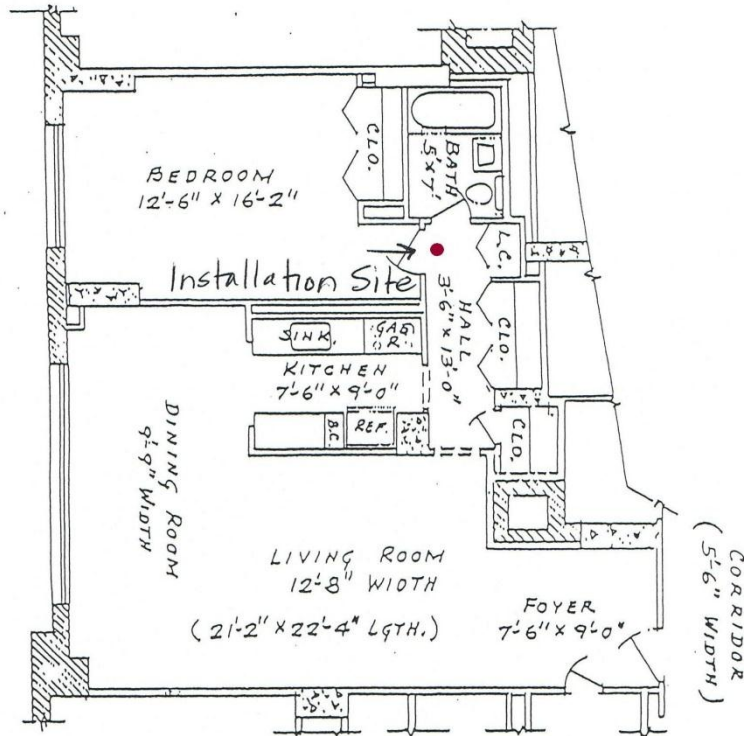 BEDROOM
12'-6" X 16'-2"
CLO.
BATH
5' X 7'
L.C.
Installation Site
HALL
3'-6" X 13'-0"
CLO.
SINK.
GAS
R.
KITCHEN
7'-6" X 9'-0"
B.C.
REF.
CLO.
DINING ROOM
9'-9" WIDTH
LIVING ROOM
12'-8" WIDTH
(21'-2" X 22'-4" LGTH.)
FOYER
7'-6" X 9'-0"
CORRIDOR
(5'-6" WIDTH)